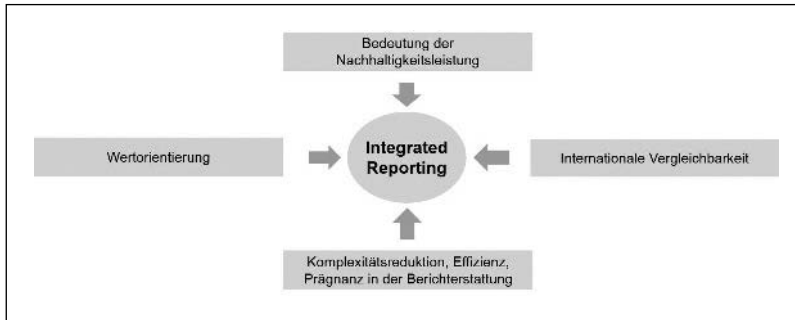 Bedeutung der
Nachhaltigkeitsleistung
Wertorientierung
Integrated
Reporting
Internationale Vergleichbarkeit
Komplexitätsreduktion, Effizienz,
Prägnanz in der Berichterstattung